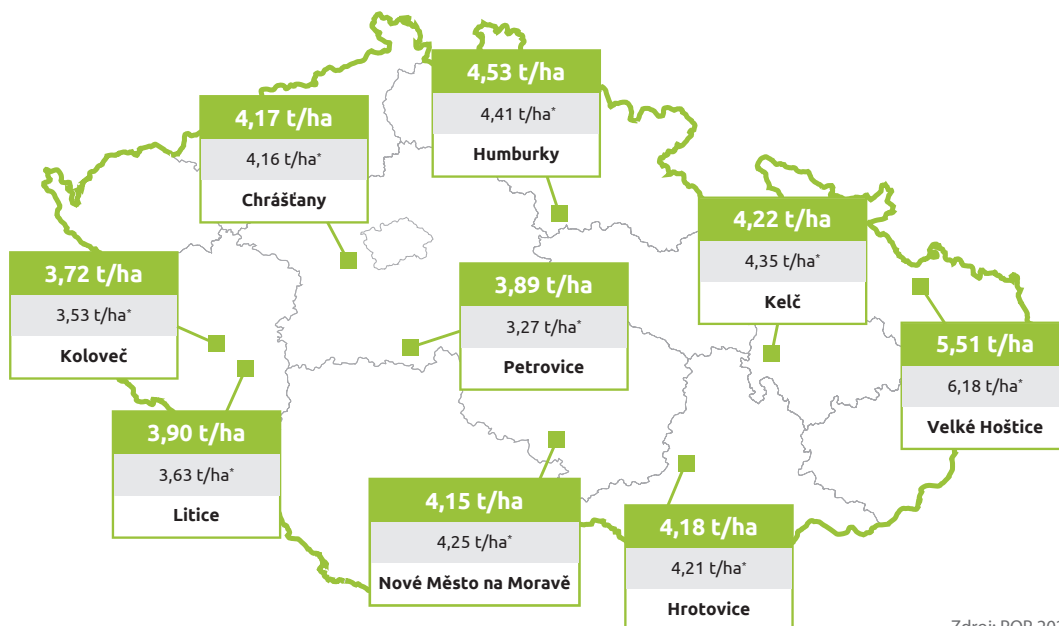 4,53 t/ha
4,41 t/ha*
Humburky
4,17 t/ha
4,16 t/ha*
Chrášťany
4,22 t/ha
4,35 t/ha*
Kelč
3,72 t/ha
3,53 t/ha*
Koloveč
3,89 t/ha
3,27 t/ha*
Petrovice
5,51 t/ha
6,18 t/ha*
Velké Hoštice
3,90 t/ha
3,63 t/ha*
Litice
4,15 t/ha
4,25 t/ha*
Nové Město na Moravě
4,18 t/ha
4,21 t/ha*
Hrotovice
Zdroj: POP